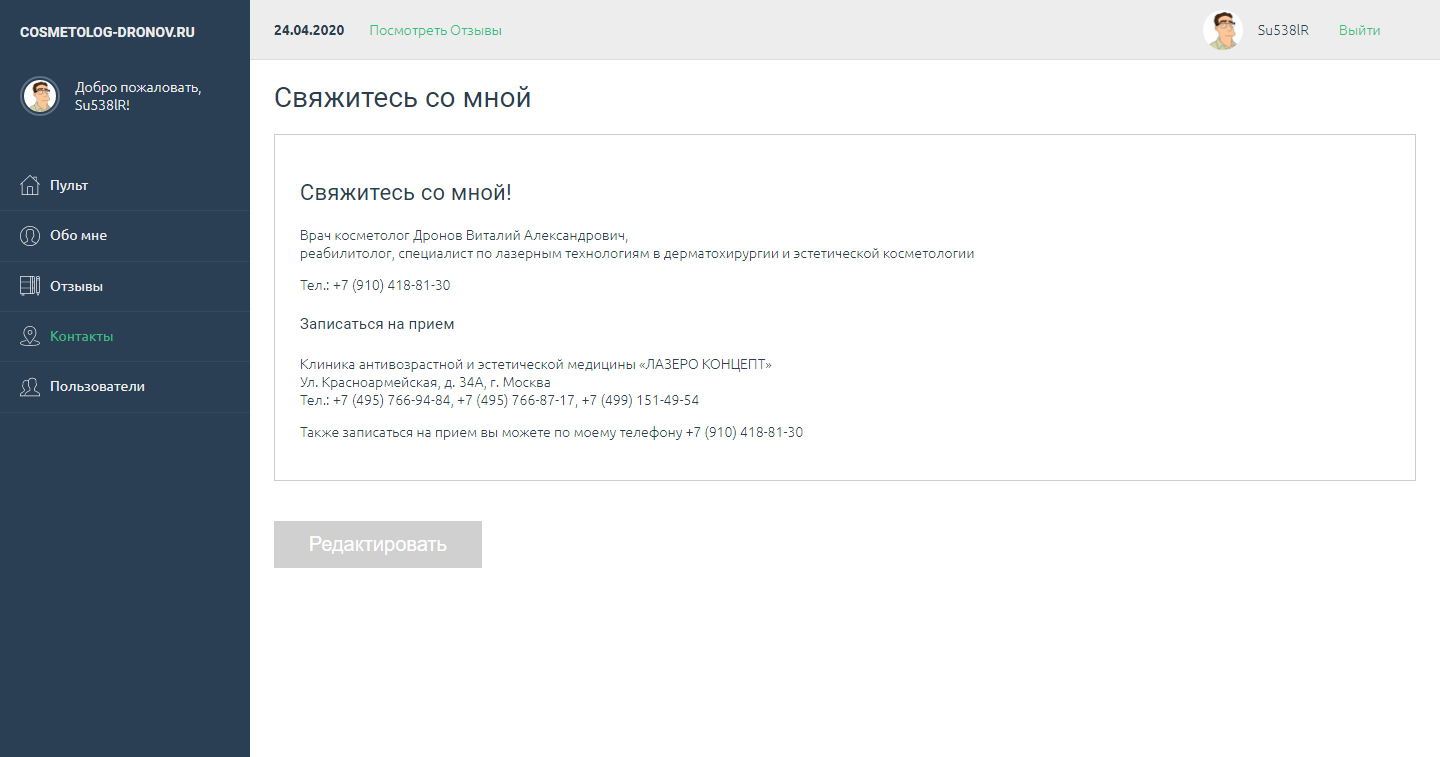 COSMETOLOG-DRONOV.RU
Добро пожаловать,
Su538lR!
Пульт
Обо мне
Отзывы
Контакты
Пользователи
24.04.2020 Посмотреть Отзывы Su538lR Выйти
Свяжитесь со мной
Свяжитесь со мной!
Врач косметолог Дронов Виталий Александрович,
реабилитолог, специалист по лазерным технологиям в дерматохирургии и эстетической косметологии
Тел.: +7 (910) 418-81-30
Записаться на прием
Клиника антивозрастной и эстетической медицины «ЛАЗЕРО КОНЦЕПТ»
Ул. Красноармейская, д. 34А, г. Москва
Тел.: +7 (495) 766-94-84, +7 (495) 766-87-17, +7 (499) 151-49-54
Также записаться на прием вы можете по моему телефону +7 (910) 418-81-30
Редактировать